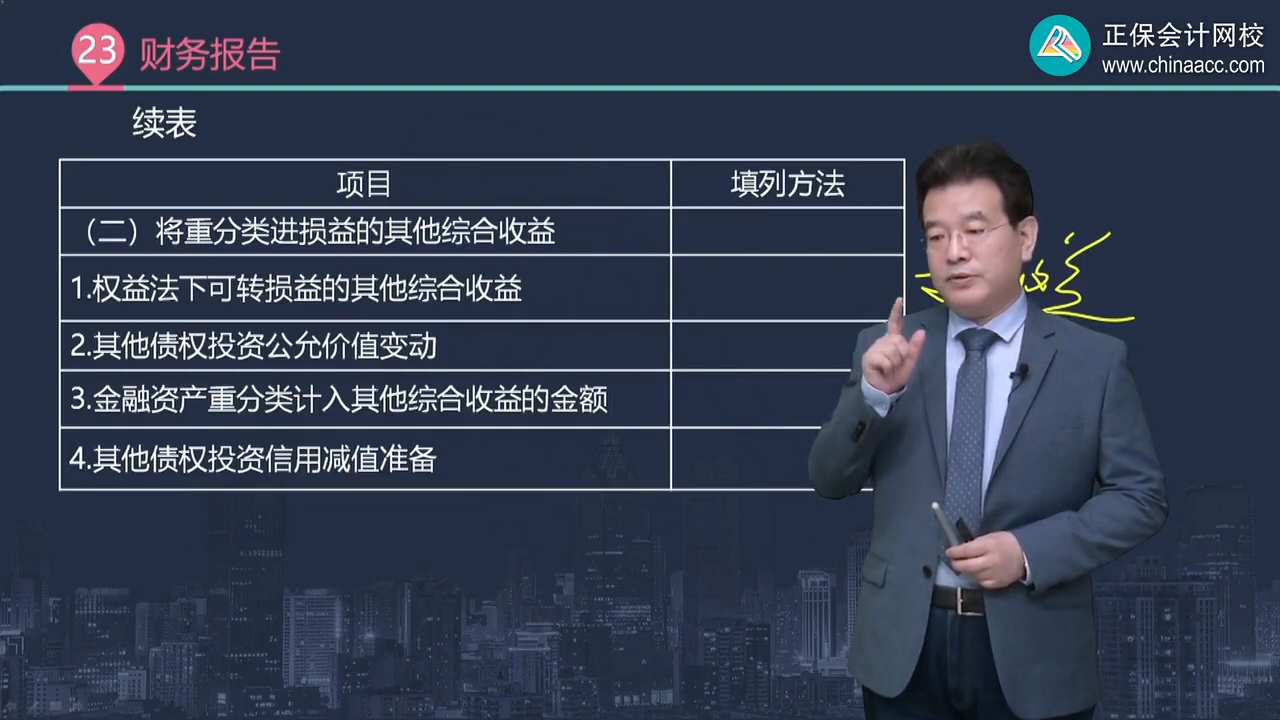 23 财务报告
正保会计网校
www.chinaacc.com
续表
项目 填列方法
（二）将重分类进损益的其他综合收益
1.权益法下可转损益的其他综合收益
2.其他债权投资公允价值变动
3.金融资产重分类计入其他综合收益的金额
4.其他债权投资信用减值准备